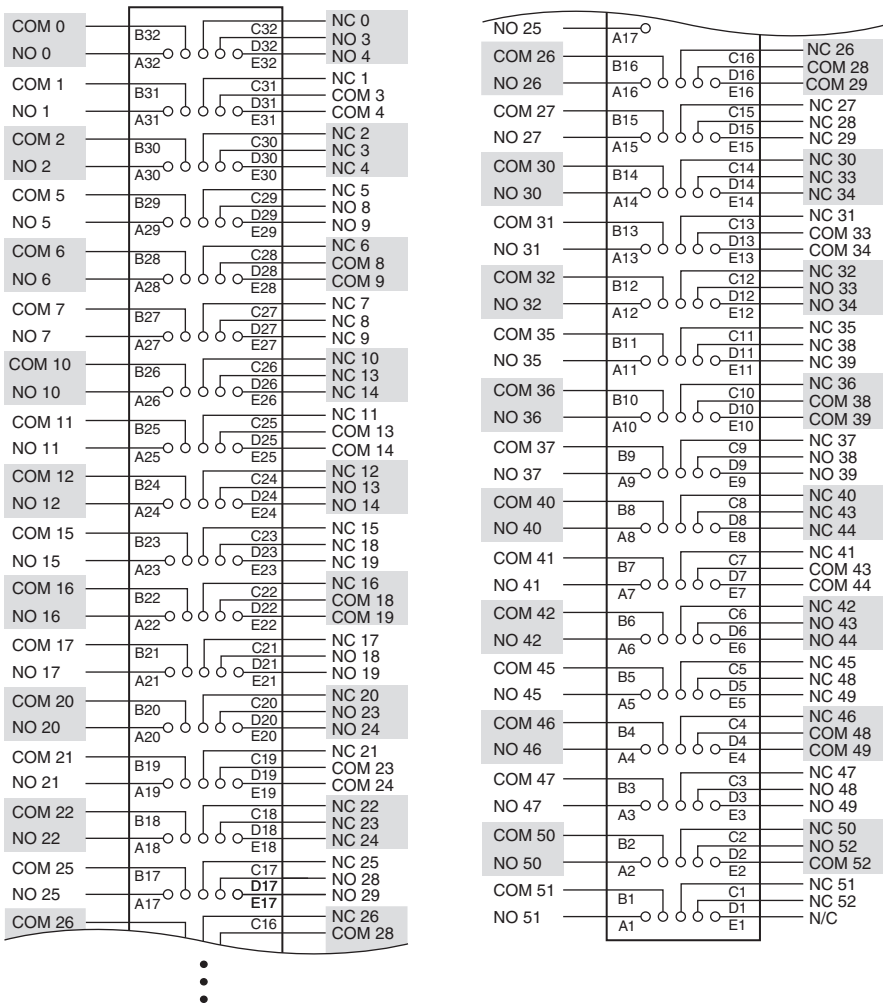 COM 0 B32 C32 NC 0
D32 NO 3
NO 0 A32 E32 NO 4
COM 1 B31 C31 NC 1
D31 COM 3
NO 1 A31 E31 COM 4
COM 2 B30 C30 NC 2
D30 NC 3
NO 2 A30 E30 NC 4
COM 5 B29 C29 NC 5
D29 NO 8
NO 5 A29 E29 NO 9
COM 6 B28 C28 NC 6
D28 COM 8
NO 6 A28 E28 COM 9
COM 7 B27 C27 NC 7
D27 NC 8
NO 7 A27 E27 NC 9
COM 10 B26 C26 NC 10
D26 NC 13
NO 10 A26 E26 NC 14
COM 11 B25 C25 NC 11
D25 COM 13
NO 11 A25 E25 COM 14
COM 12 B24 C24 NC 12
D24 NO 13
NO 12 A24 E24 NO 14
COM 15 B23 C23 NC 15
D23 NC 18
NO 15 A23 E23 NC 19
COM 16 B22 C22 NC 16
D22 COM 18
NO 16 A22 E22 COM 19
COM 17 B21 C21 NC 17
D21 NO 18
NO 17 A21 E21 NO 19
COM 20 B20 C20 NC 20
D20 NO 23
NO 20 A20 E20 NO 24
COM 21 B19 C19 NC 21
D19 COM 23
NO 21 A19 E19 COM 24
COM 22 B18 C18 NC 22
D18 NC 23
NO 22 A18 E18 NC 24
COM 25 B17 C17 NC 25
D17 NO 28
NO 25 A17 E17 NO 29
COM 26 C16 NC 26
COM 28
NO 25 A17
COM 26 B16 C16 NC 26
D16 COM 28
NO 26 A16 E16 COM 29
COM 27 B15 C15 NC 27
D15 NC 28
NO 27 A15 E15 NC 29
COM 30 B14 C14 NC 30
D14 NC 33
NO 30 A14 E14 NC 34
COM 31 B13 C13 NC 31
D13 COM 33
NO 31 A13 E13 COM 34
COM 32 B12 C12 NC 32
D12 NO 33
NO 32 A12 E12 NO 34
COM 35 B11 C11 NC 35
D11 NC 38
NO 35 A11 E11 NC 39
COM 36 B10 C10 NC 36
D10 COM 38
NO 36 A10 E10 COM 39
COM 37 B9 C9 NC 37
D9 NO 38
NO 37 A9 E9 NO 39
COM 40 B8 C8 NC 40
D8 NC 43
NO 40 A8 E8 NC 44
COM 41 B7 C7 NC 41
D7 COM 43
NO 41 A7 E7 COM 44
COM 42 B6 C6 NC 42
D6 NO 43
NO 42 A6 E6 NO 44
COM 45 B5 C5 NC 45
D5 NC 48
NO 45 A5 E5 NC 49
COM 46 B4 C4 NC 46
D4 COM 48
NO 46 A4 E4 COM 49
COM 47 B3 C3 NC 47
D3 NO 48
NO 47 A3 E3 NO 49
COM 50 B2 C2 NC 50
D2 NO 52
NO 50 A2 E2 COM 52
COM 51 B1 C1 NC 51
D1 NC 52
NO 51 A1 E1 N/C